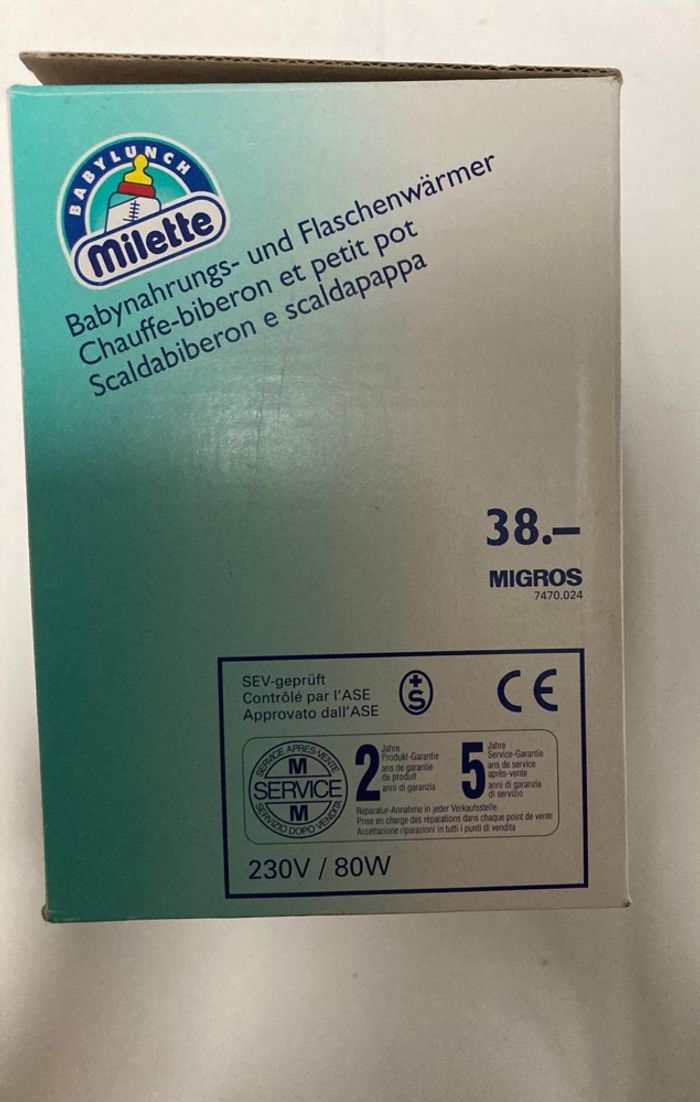 BABYLUNCH
Milette
Babynahrungs- und Flaschenwärmer
Chauffe-biberon et petit pot
Scaldabiberon e scaldapappa
38.–
MIGROS
7470.024
SEV-geprüft
Contrôlé par l'ASE
Approvato dall'ASE
+
S
CE
SERVICE APRES-VENTE
M
SERVICE
M
SERVIZIO DOPO VENDITA
2
Jahre
Produkt-Garantie
ans de garantie
de produit
anni di garanzia
5
Jahre
Service-Garantie
ans de service
après-vente
anni di garanzia
di servizio
Reparatur-Annahme in jeder Verkaufsstelle
Prise en charge des réparations dans chaque point de vente
Accettazione riparazioni in tutti i punti di vendita
230V / 80W